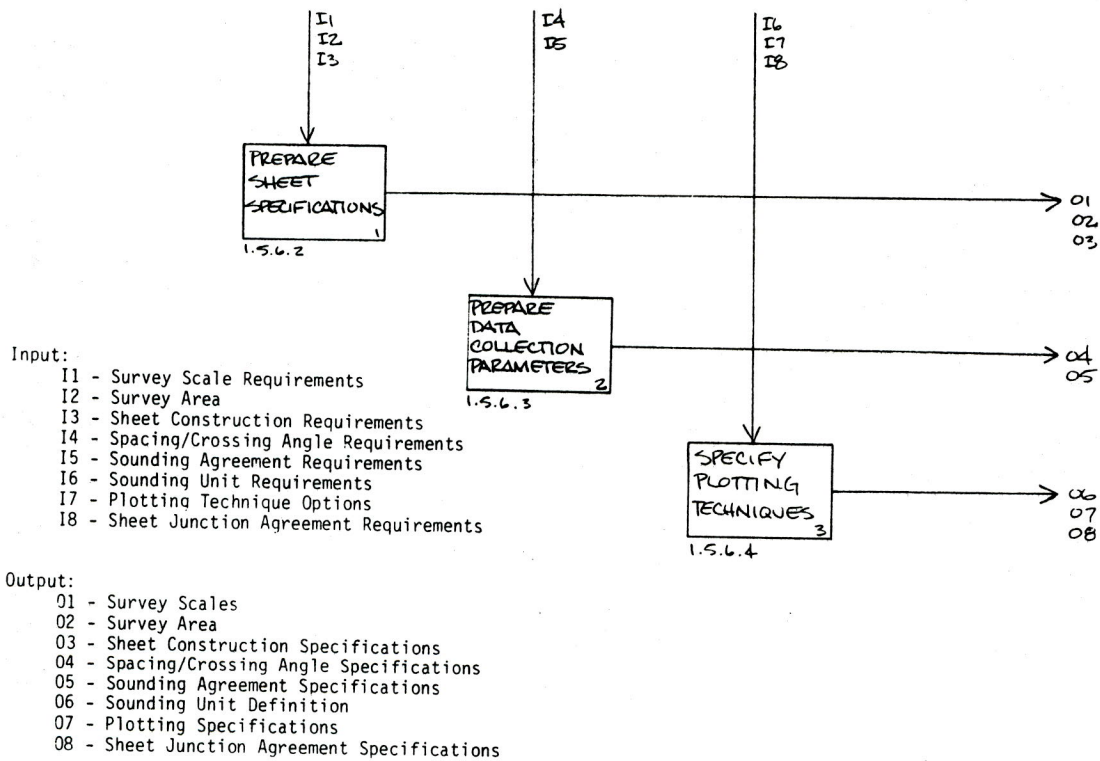 I1
I2
I3
I4
I5
I6
I7
I8
PREPARE
SHEET
SPECIFICATIONS
1
1.5.6.2
O1
O2
O3
PREPARE
DATA
COLLECTION
PARAMETERS
2
1.5.6.3
O4
O5
SPECIFY
PLOTTING
TECHNIQUES
3
1.5.6.4
O6
O7
O8
Input:
I1 - Survey Scale Requirements
I2 - Survey Area
I3 - Sheet Construction Requirements
I4 - Spacing/Crossing Angle Requirements
I5 - Sounding Agreement Requirements
I6 - Sounding Unit Requirements
I7 - Plotting Technique Options
I8 - Sheet Junction Agreement Requirements
Output:
O1 - Survey Scales
O2 - Survey Area
O3 - Sheet Construction Specifications
O4 - Spacing/Crossing Angle Specifications
O5 - Sounding Agreement Specifications
O6 - Sounding Unit Definition
O7 - Plotting Specifications
O8 - Sheet Junction Agreement Specifications